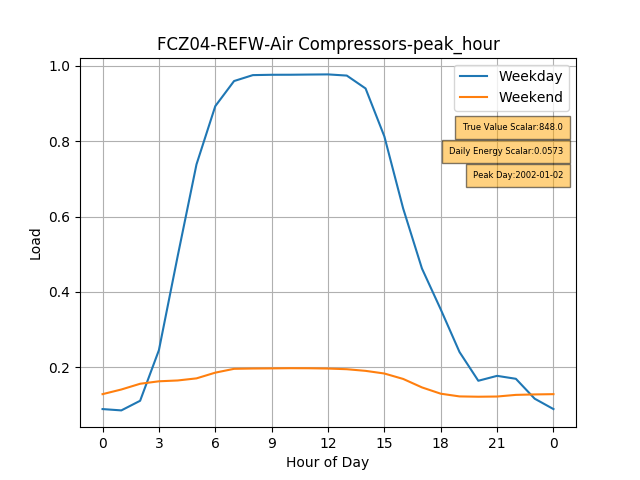 FCZ04-REFW-Air Compressors-peak_hour
1.0
0.8
0.6
0.4
0.2
Load
Weekday
Weekend
True Value Scalar:848.0
Daily Energy Scalar:0.0573
Peak Day:2002-01-02
0 3 6 9 12 15 18 21 0
Hour of Day